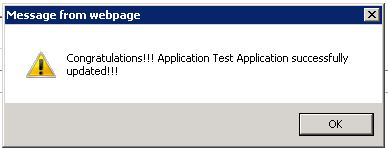 Message from webpage
Congratulations!!! Application Test Application successfully
updated!!!
OK